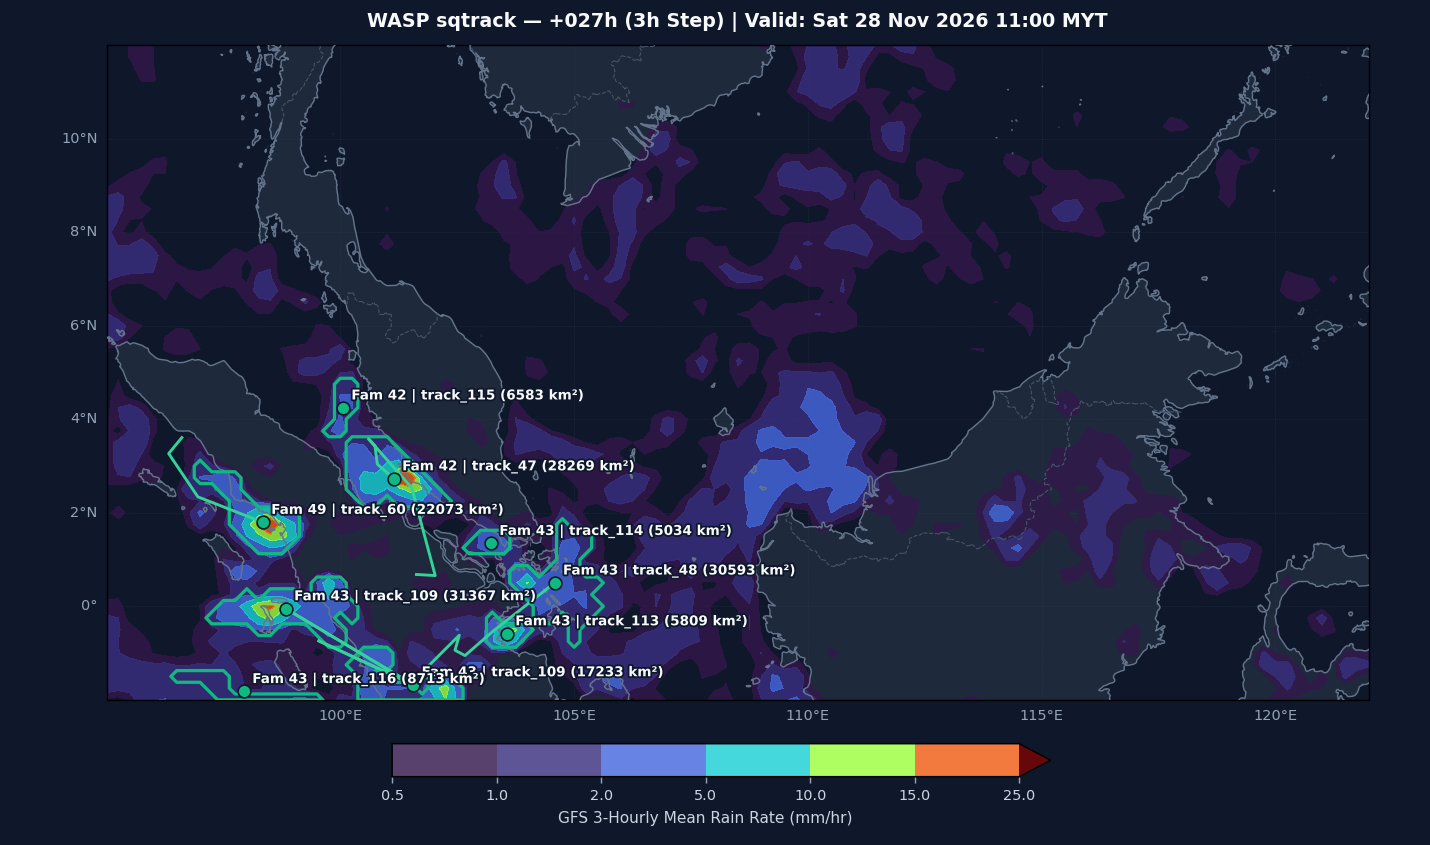 WASP sqtrack — +027h (3h Step) | Valid: Sat 28 Nov 2026 11:00 MYT
10°N
8°N
6°N
4°N
2°N
0°
Fam 42 | track_115 (6583 km²)
Fam 42 | track_47 (28269 km²)
Fam 49 | track_60 (22073 km²)
Fam 43 | track_114 (5034 km²)
Fam 43 | track_48 (30593 km²)
Fam 43 | track_109 (31367 km²)
Fam 43 | track_113 (5809 km²)
Fam 43 | track_109 (17233 km²)
Fam 43 | track_116 (8713 km²)
100°E
105°E
110°E
115°E
120°E
0.5
1.0
2.0
5.0
10.0
15.0
25.0
GFS 3-Hourly Mean Rain Rate (mm/hr)